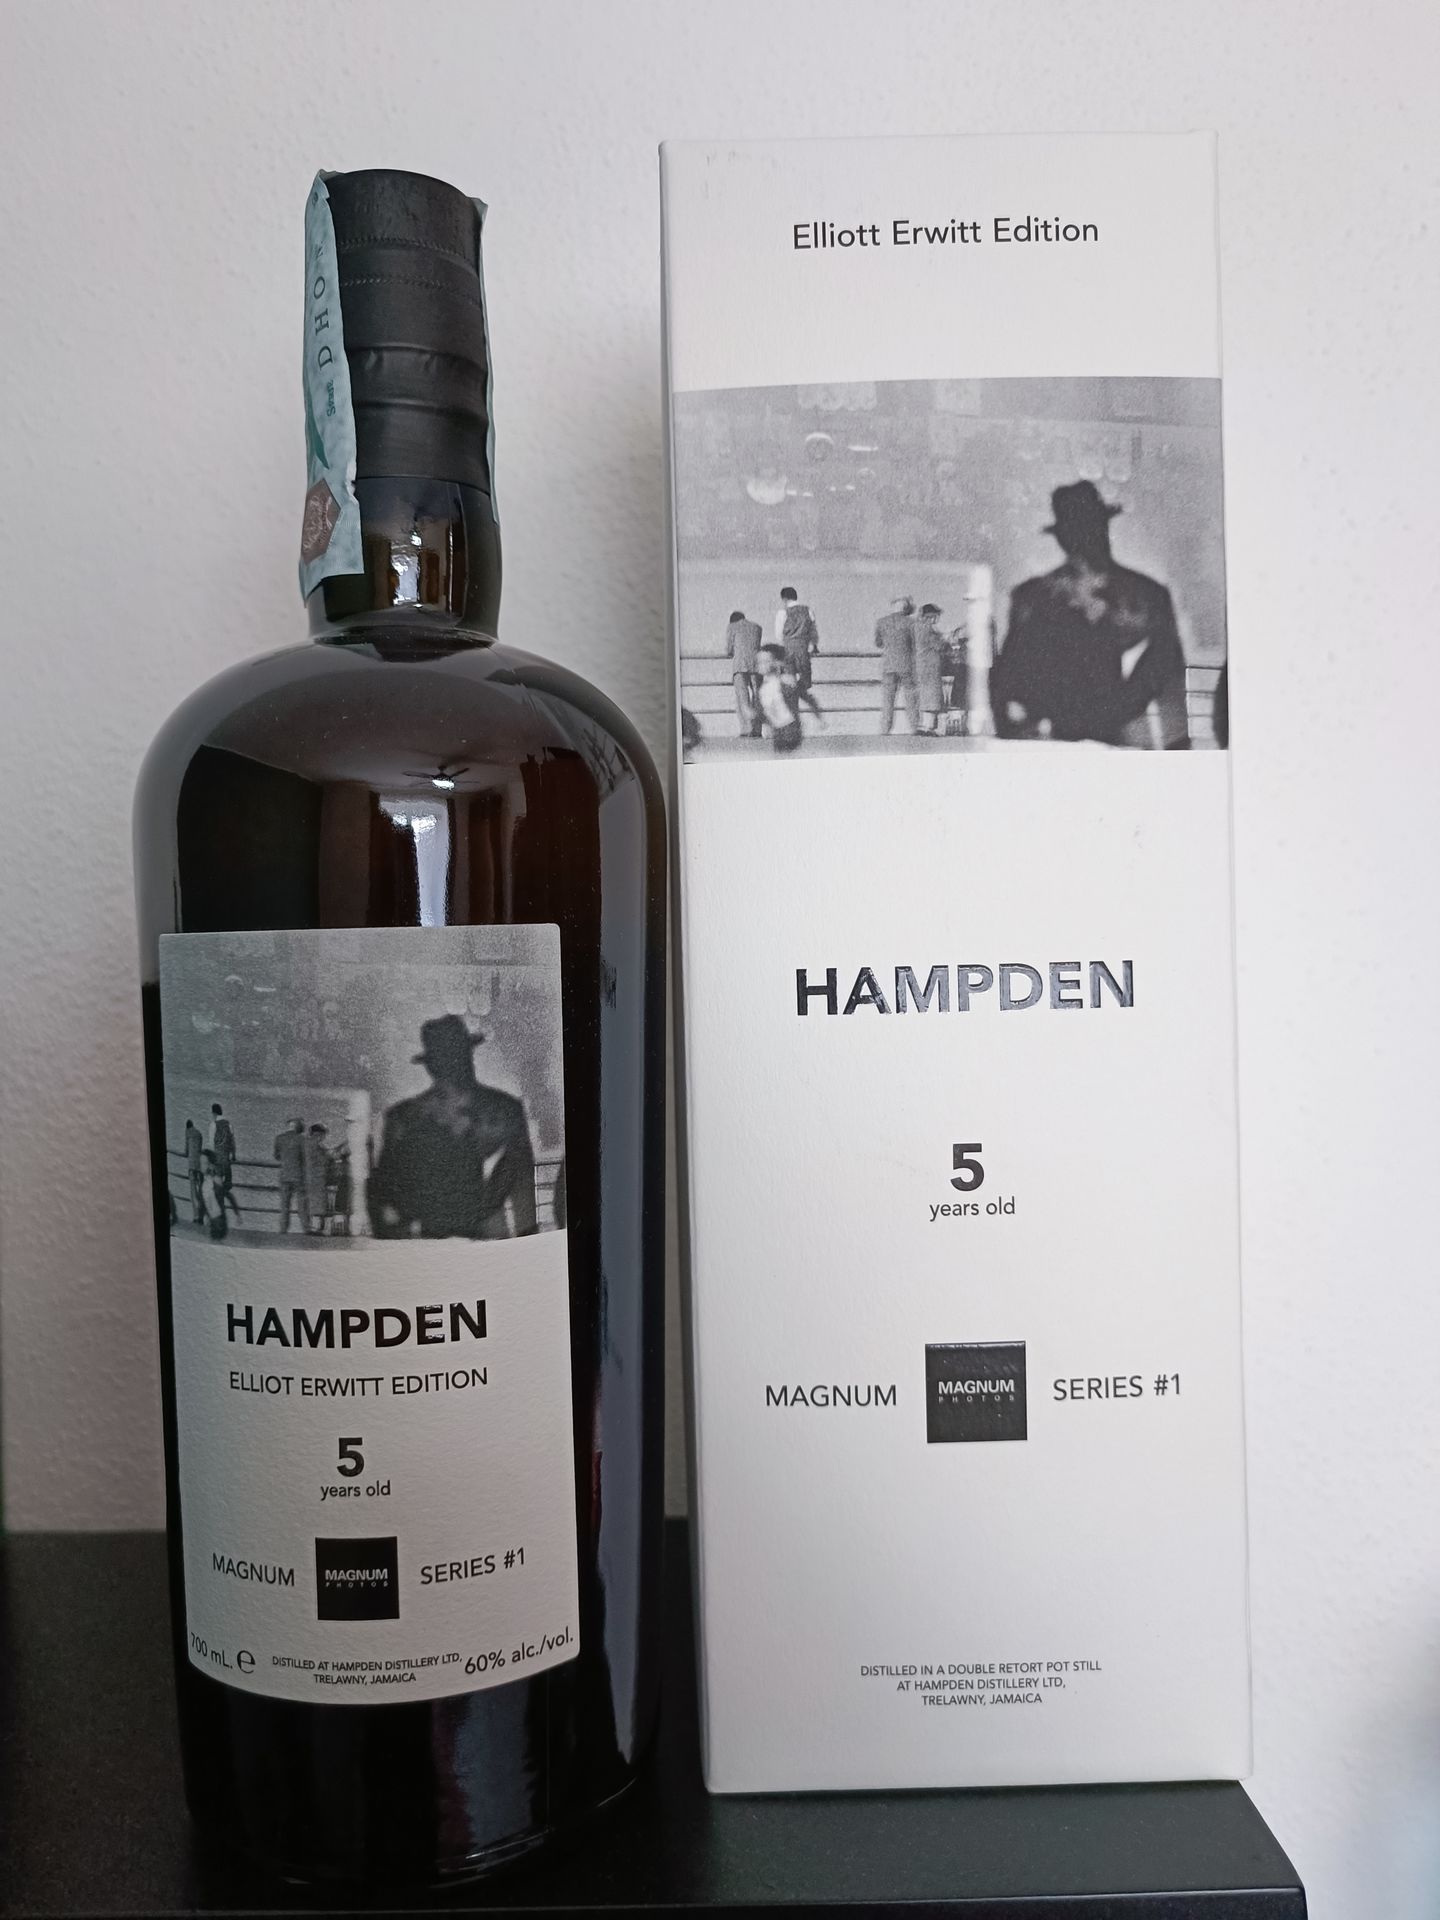 Elliott Erwitt Edition
HAMPDEN
5
years old
MAGNUM
MAGNUM
PHOTOS
SERIES #1
DISTILLED IN A DOUBLE RETORT POT STILL
AT HAMPDEN DISTILLERY LTD,
TRELAWNY, JAMAICA
HAMPDEN
ELLIOT ERWITT EDITION
5
years old
MAGNUM
MAGNUM
PHOTOS
SERIES #1
700 mL. e
DISTILLED AT HAMPDEN DISTILLERY LTD,
TRELAWNY, JAMAICA
60% alc./vol.